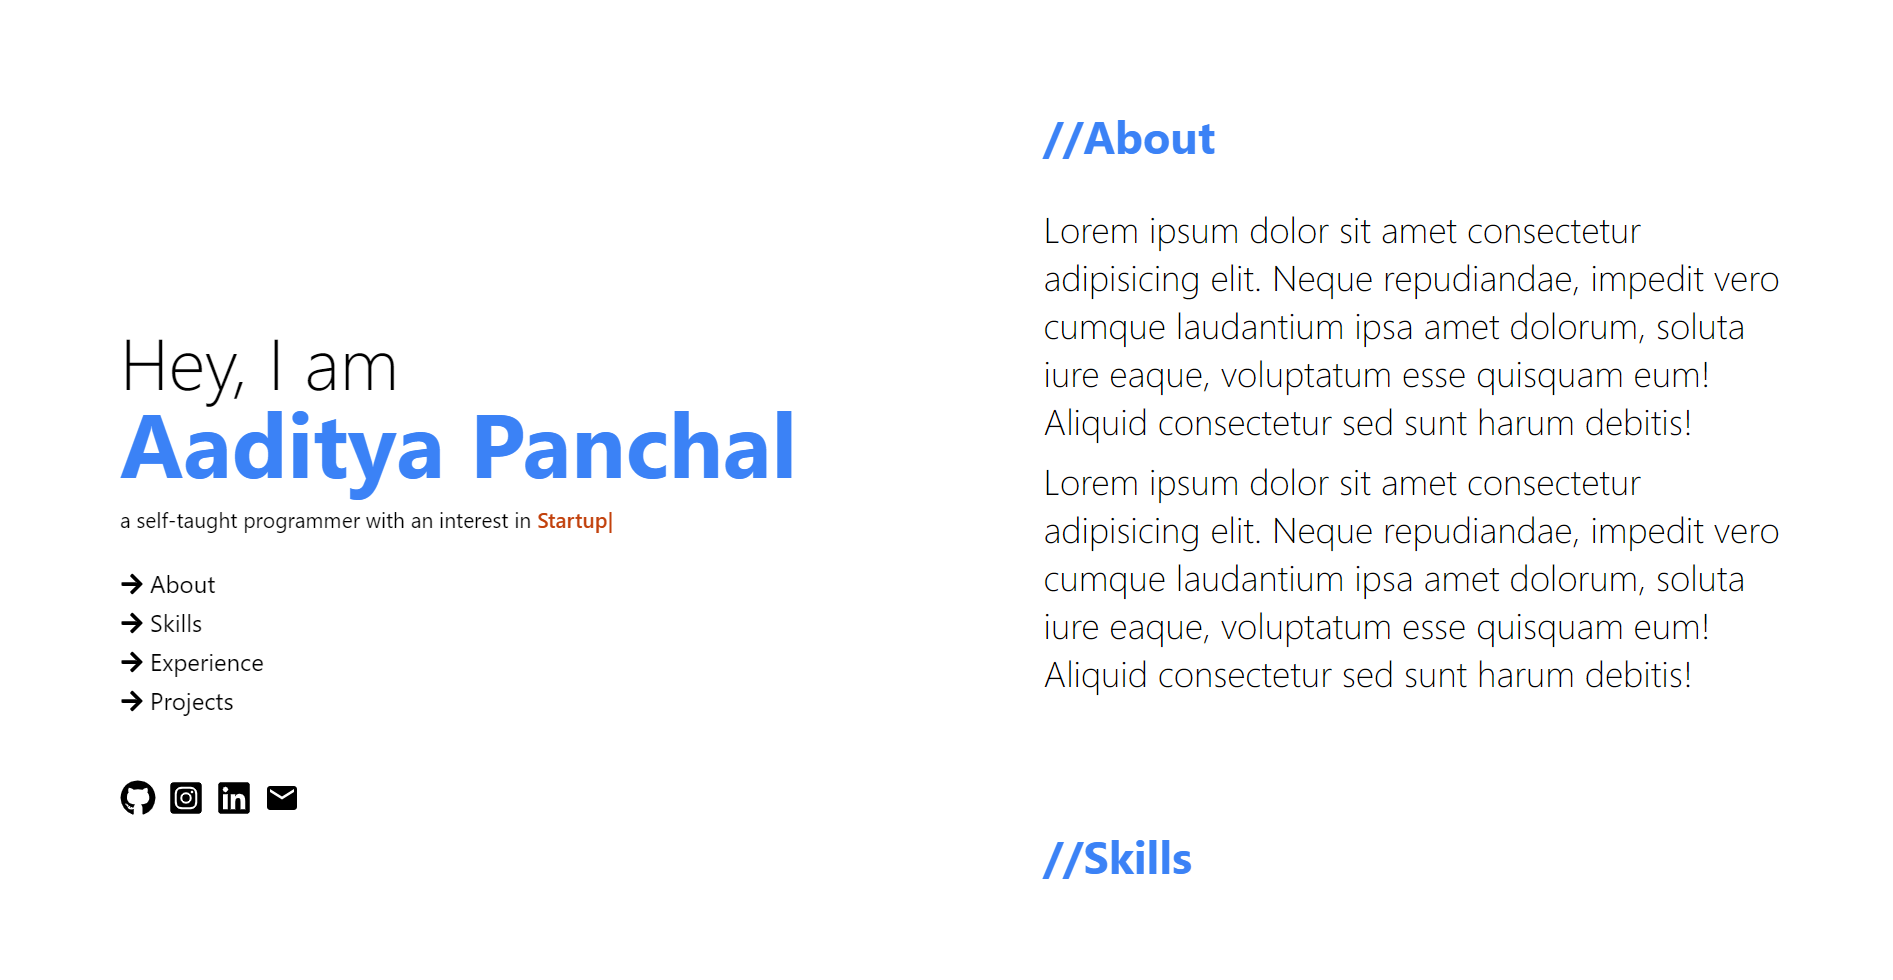 Hey, I am
Aaditya Panchal
a self-taught programmer with an interest in Startup|
About
Skills
Experience
Projects
//About
Lorem ipsum dolor sit amet consectetur
adipisicing elit. Neque repudiandae, impedit vero
cumque laudantium ipsa amet dolorum, soluta
iure eaque, voluptatum esse quisquam eum!
Aliquid consectetur sed sunt harum debitis!
Lorem ipsum dolor sit amet consectetur
adipisicing elit. Neque repudiandae, impedit vero
cumque laudantium ipsa amet dolorum, soluta
iure eaque, voluptatum esse quisquam eum!
Aliquid consectetur sed sunt harum debitis!
//Skills